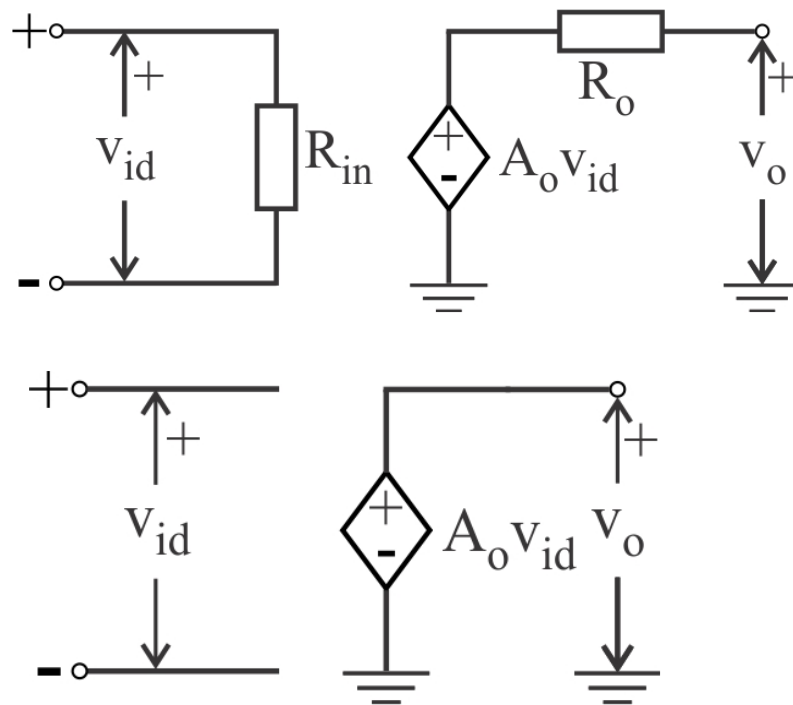 +
+
R_o
+
v_id
R_in
+
-
A_o v_id
v_o
-
+
+
+
v_id
+
-
A_o v_id
v_o
-